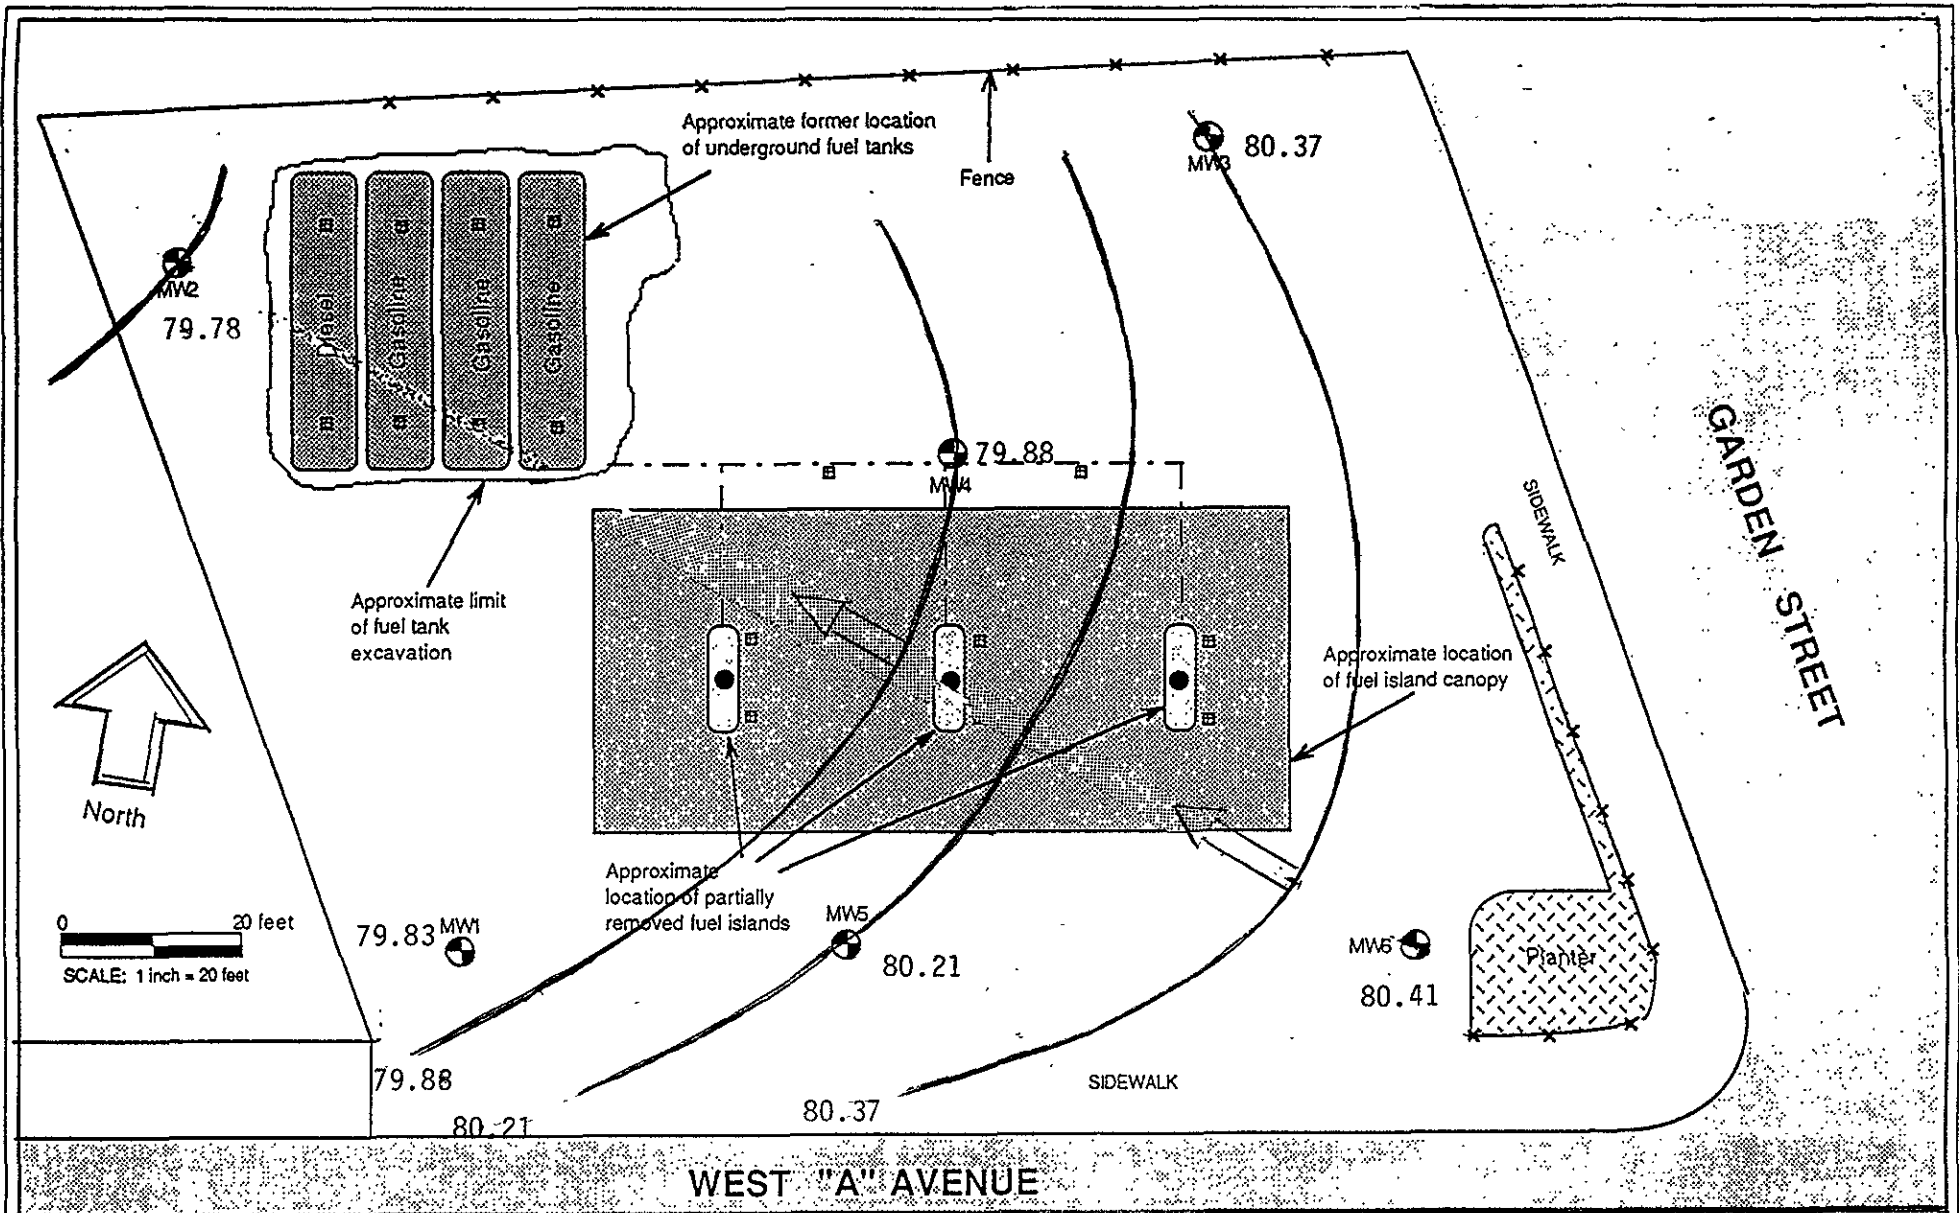 Approximate former location
of underground fuel tanks
Fence
MW3
80.37
MW2
79.78
Diesel
Gasoline
Gasoline
Gasoline
79.88
MW4
GARDEN STREET
SIDEWALK
Approximate limit
of fuel tank
excavation
Approximate location
of fuel island canopy
North
Approximate
location of partially
removed fuel islands
0 20 feet
SCALE: 1 inch = 20 feet
79.83 MW1
MW5
80.21
MW6
80.41
Planter
79.88
80.21
80.37
SIDEWALK
WEST "A" AVENUE